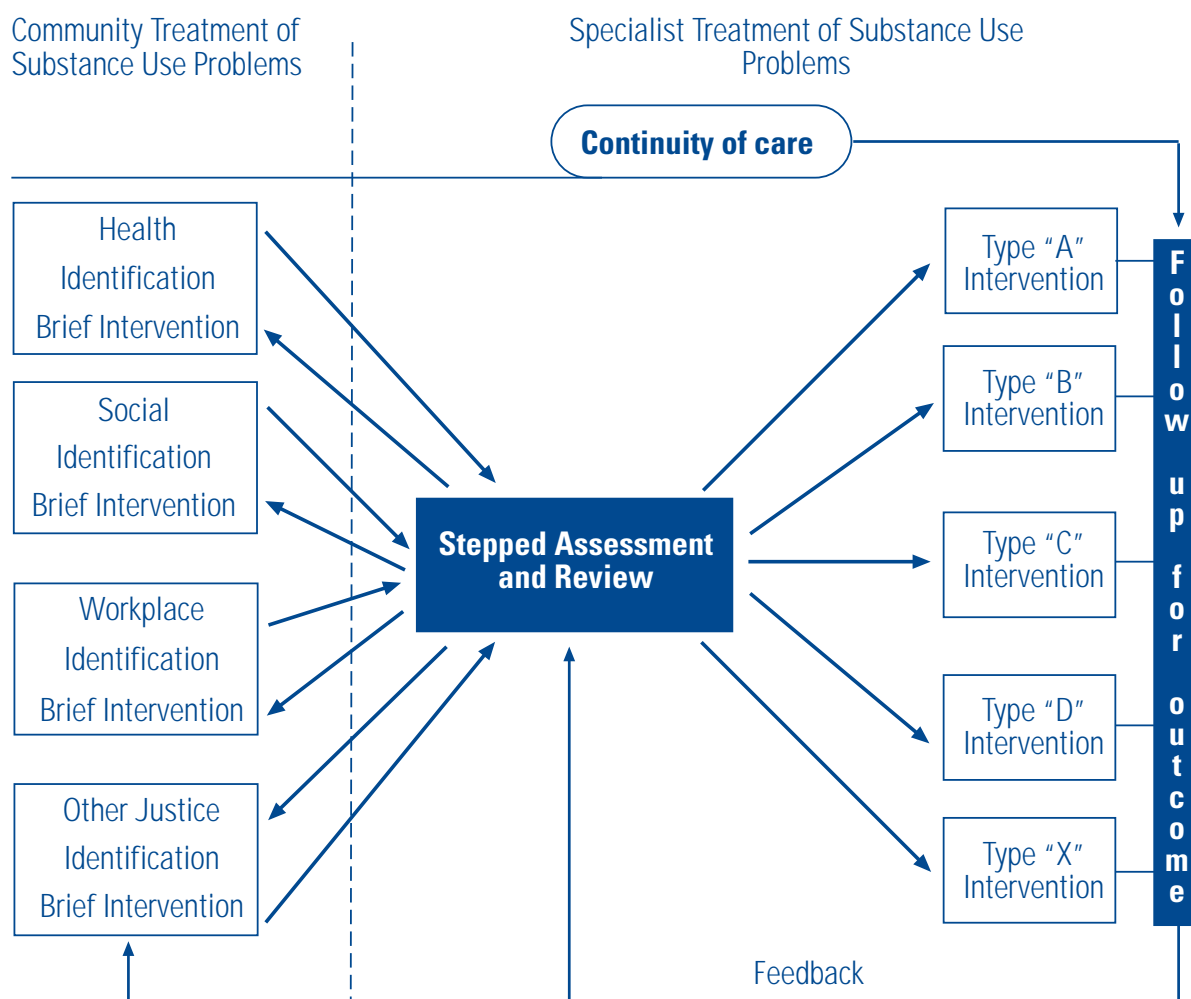 Community Treatment of
Substance Use Problems
Specialist Treatment of Substance Use
Problems
Continuity of care
Health
Identification
Brief Intervention
Social
Identification
Brief Intervention
Workplace
Identification
Brief Intervention
Other Justice
Identification
Brief Intervention
Stepped Assessment
and Review
Type “A”
Intervention
Type “B”
Intervention
Type “C”
Intervention
Type “D”
Intervention
Type “X”
Intervention
Follow up for outcome
Feedback